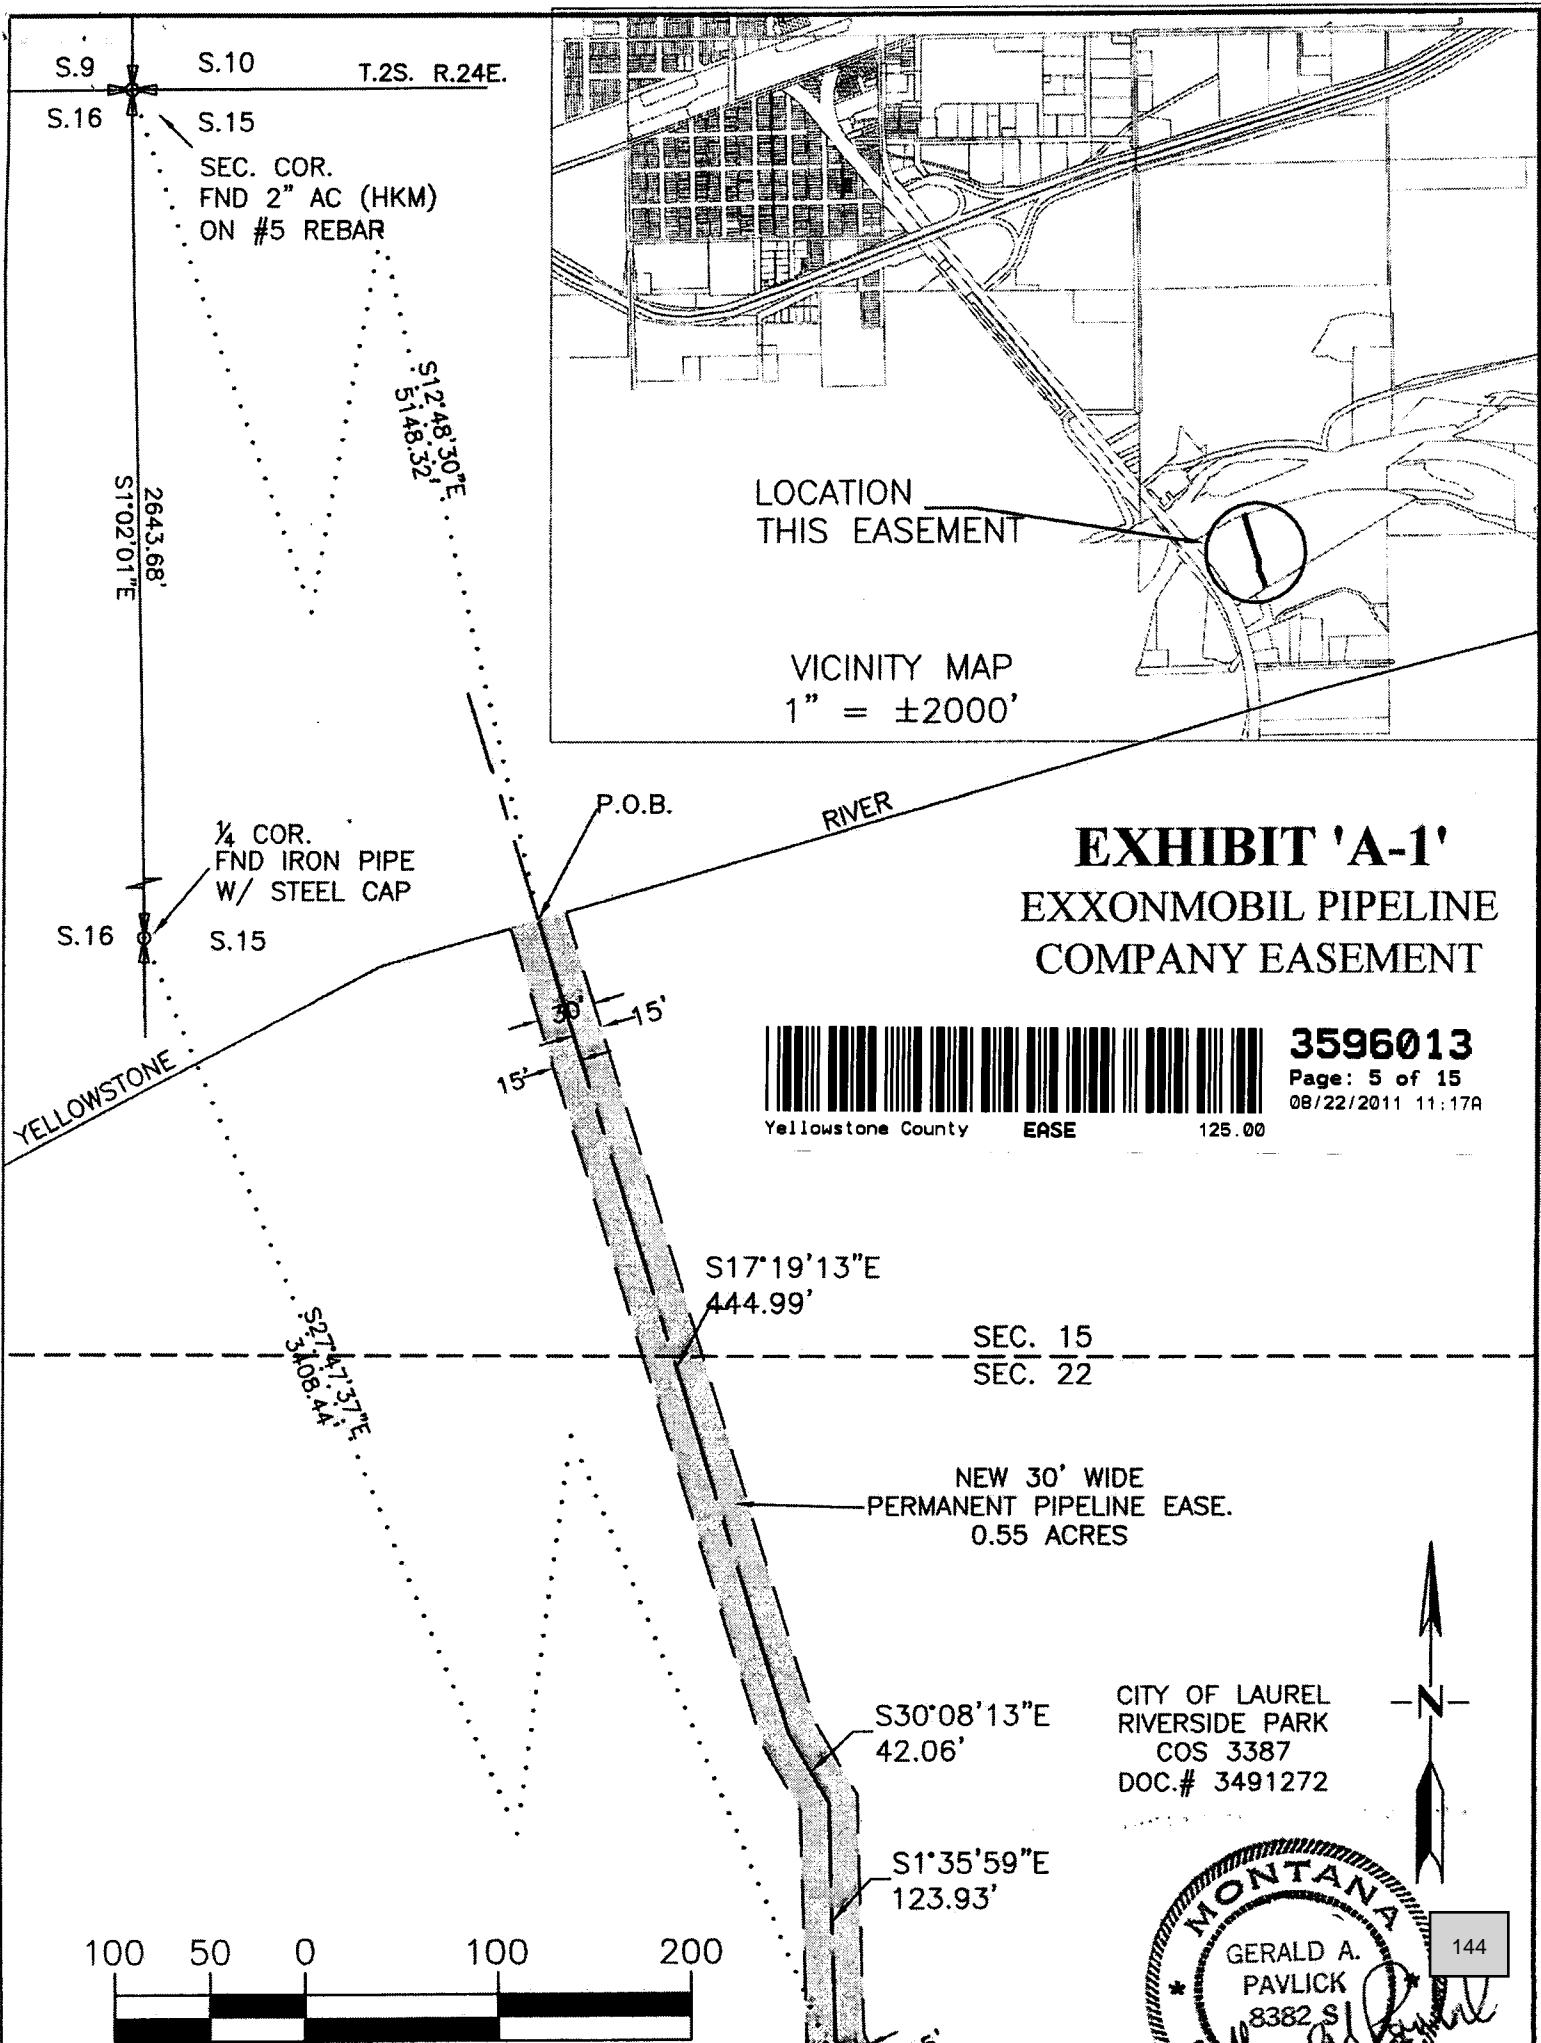 S.9
S.10
T.2S. R.24E.
S.16
S.15
SEC. COR.
FND 2" AC (HKM)
ON #5 REBAR
S12°48'30"E
5148.32'
2643.68'
S1°02'01"E
LOCATION
THIS EASEMENT
VICINITY MAP
1" = ±2000'
P.O.B.
RIVER
¼ COR.
FND IRON PIPE
W/ STEEL CAP
S.16
S.15
EXHIBIT 'A-1'
EXXONMOBIL PIPELINE
COMPANY EASEMENT
30'
15'
15'
YELLOWSTONE
3596013
Page: 5 of 15
08/22/2011 11:17A
Yellowstone County EASE 125.00
S17°19'13"E
444.99'
S27°47'37"E
3408.44'
SEC. 15
SEC. 22
NEW 30' WIDE
PERMANENT PIPELINE EASE.
0.55 ACRES
S30°08'13"E
42.06'
CITY OF LAUREL
RIVERSIDE PARK
COS 3387
DOC.# 3491272
N
S1°35'59"E
123.93'
MONTANA
GERALD A.
PAVLICK
8382 S
144
100 50 0 100 200